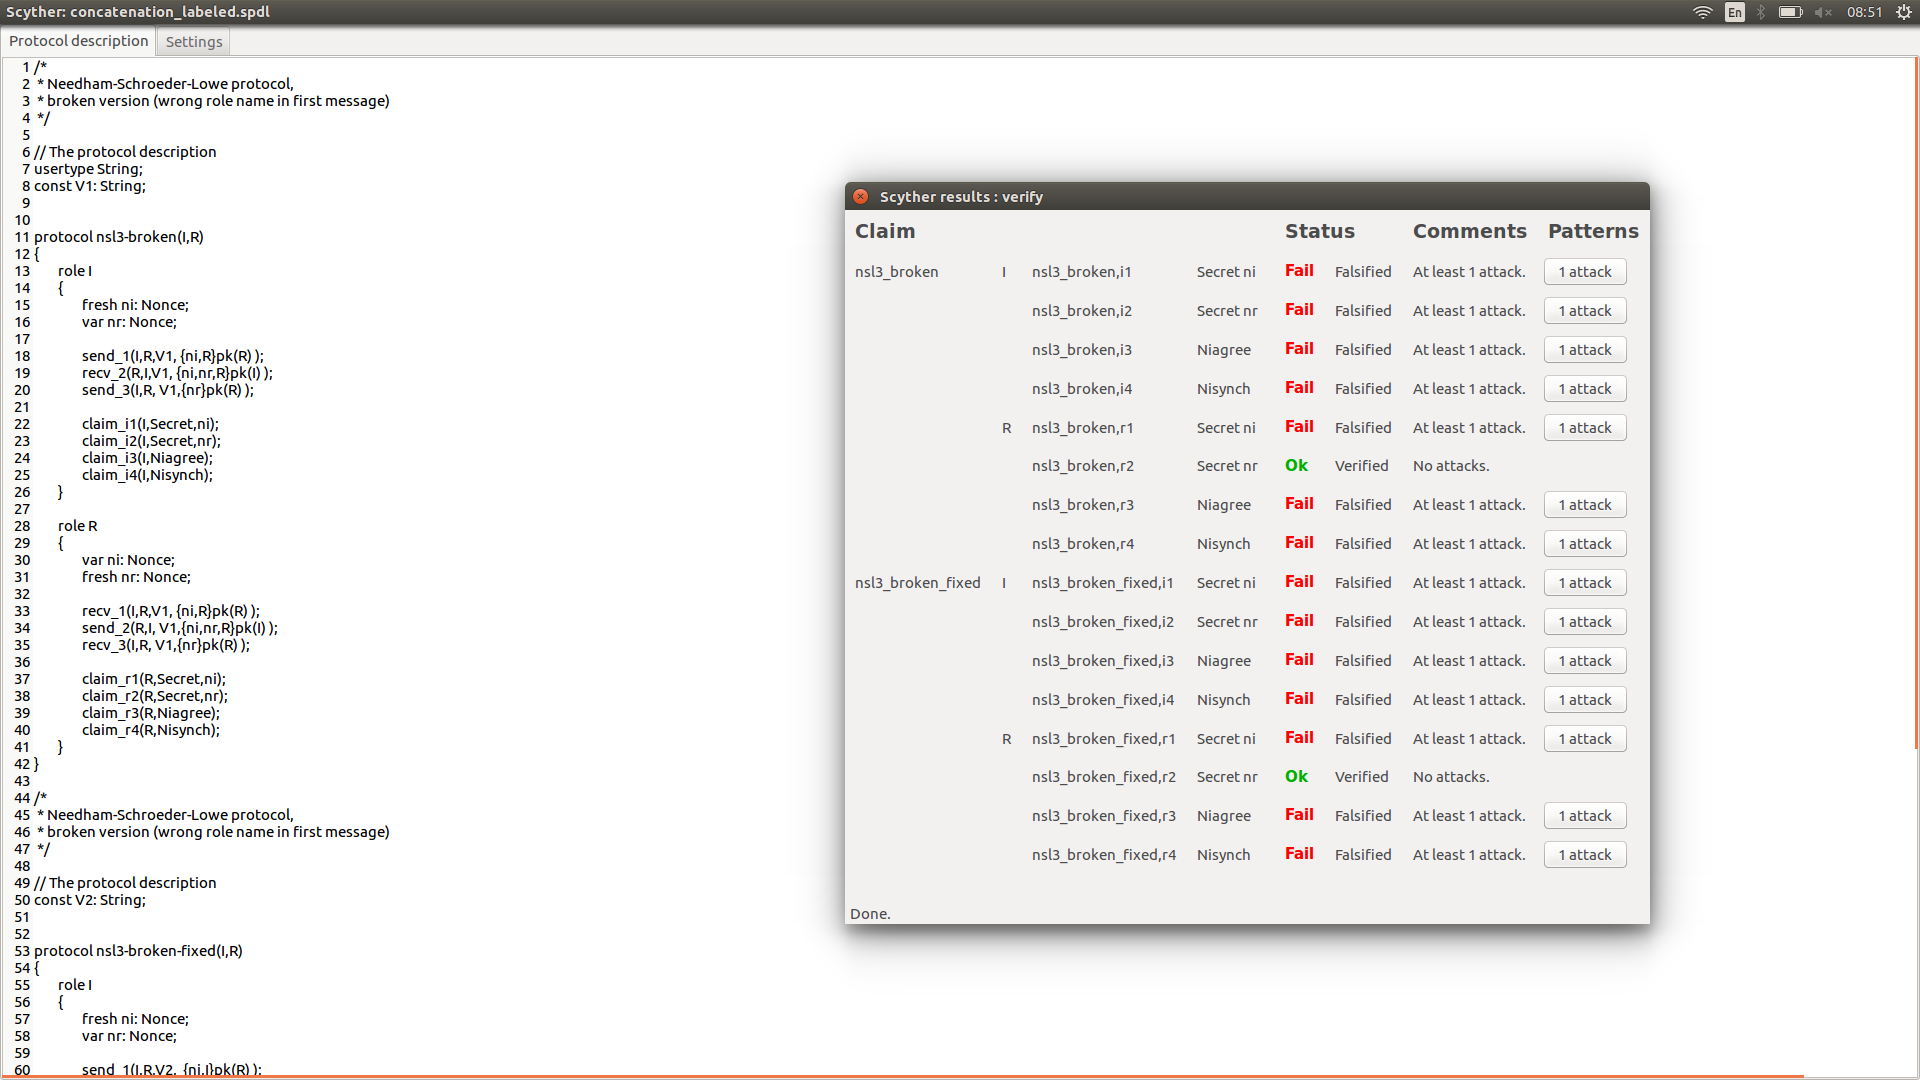 Scyther: concatenation_labeled.spdl
En
08:51
Protocol description
Settings
1 /*
2 * Needham-Schroeder-Lowe protocol,
3 * broken version (wrong role name in first message)
4 */
5
6 // The protocol description
7 usertype String;
8 const V1: String;
9
10
11 protocol nsl3-broken(I,R)
12 {
13 role I
14 {
15 fresh ni: Nonce;
16 var nr: Nonce;
17
18 send_1(I,R,V1, {ni,R}pk(R) );
19 recv_2(R,I,V1, {ni,nr,R}pk(I) );
20 send_3(I,R, V1,{nr}pk(R) );
21
22 claim_i1(I,Secret,ni);
23 claim_i2(I,Secret,nr);
24 claim_i3(I,Niagree);
25 claim_i4(I,Nisynch);
26 }
27
28 role R
29 {
30 var ni: Nonce;
31 fresh nr: Nonce;
32
33 recv_1(I,R,V1, {ni,R}pk(R) );
34 send_2(R,I, V1,{ni,nr,R}pk(I) );
35 recv_3(I,R, V1,{nr}pk(R) );
36
37 claim_r1(R,Secret,ni);
38 claim_r2(R,Secret,nr);
39 claim_r3(R,Niagree);
40 claim_r4(R,Nisynch);
41 }
42 }
43
44 /*
45 * Needham-Schroeder-Lowe protocol,
46 * broken version (wrong role name in first message)
47 */
48
49 // The protocol description
50 const V2: String;
51
52
53 protocol nsl3-broken-fixed(I,R)
54 {
55 role I
56 {
57 fresh ni: Nonce;
58 var nr: Nonce;
59
60 send_1(I,R,V2, {ni,I}pk(R) );
Scyther results : verify
Claim Status Comments Patterns
nsl3_broken I nsl3_broken,i1 Secret ni Fail Falsified At least 1 attack. 1 attack
nsl3_broken,i2 Secret nr Fail Falsified At least 1 attack. 1 attack
nsl3_broken,i3 Niagree Fail Falsified At least 1 attack. 1 attack
nsl3_broken,i4 Nisynch Fail Falsified At least 1 attack. 1 attack
R nsl3_broken,r1 Secret ni Fail Falsified At least 1 attack. 1 attack
nsl3_broken,r2 Secret nr Ok Verified No attacks.
nsl3_broken,r3 Niagree Fail Falsified At least 1 attack. 1 attack
nsl3_broken,r4 Nisynch Fail Falsified At least 1 attack. 1 attack
nsl3_broken_fixed I nsl3_broken_fixed,i1 Secret ni Fail Falsified At least 1 attack. 1 attack
nsl3_broken_fixed,i2 Secret nr Fail Falsified At least 1 attack. 1 attack
nsl3_broken_fixed,i3 Niagree Fail Falsified At least 1 attack. 1 attack
nsl3_broken_fixed,i4 Nisynch Fail Falsified At least 1 attack. 1 attack
R nsl3_broken_fixed,r1 Secret ni Fail Falsified At least 1 attack. 1 attack
nsl3_broken_fixed,r2 Secret nr Ok Verified No attacks.
nsl3_broken_fixed,r3 Niagree Fail Falsified At least 1 attack. 1 attack
nsl3_broken_fixed,r4 Nisynch Fail Falsified At least 1 attack. 1 attack
Done.